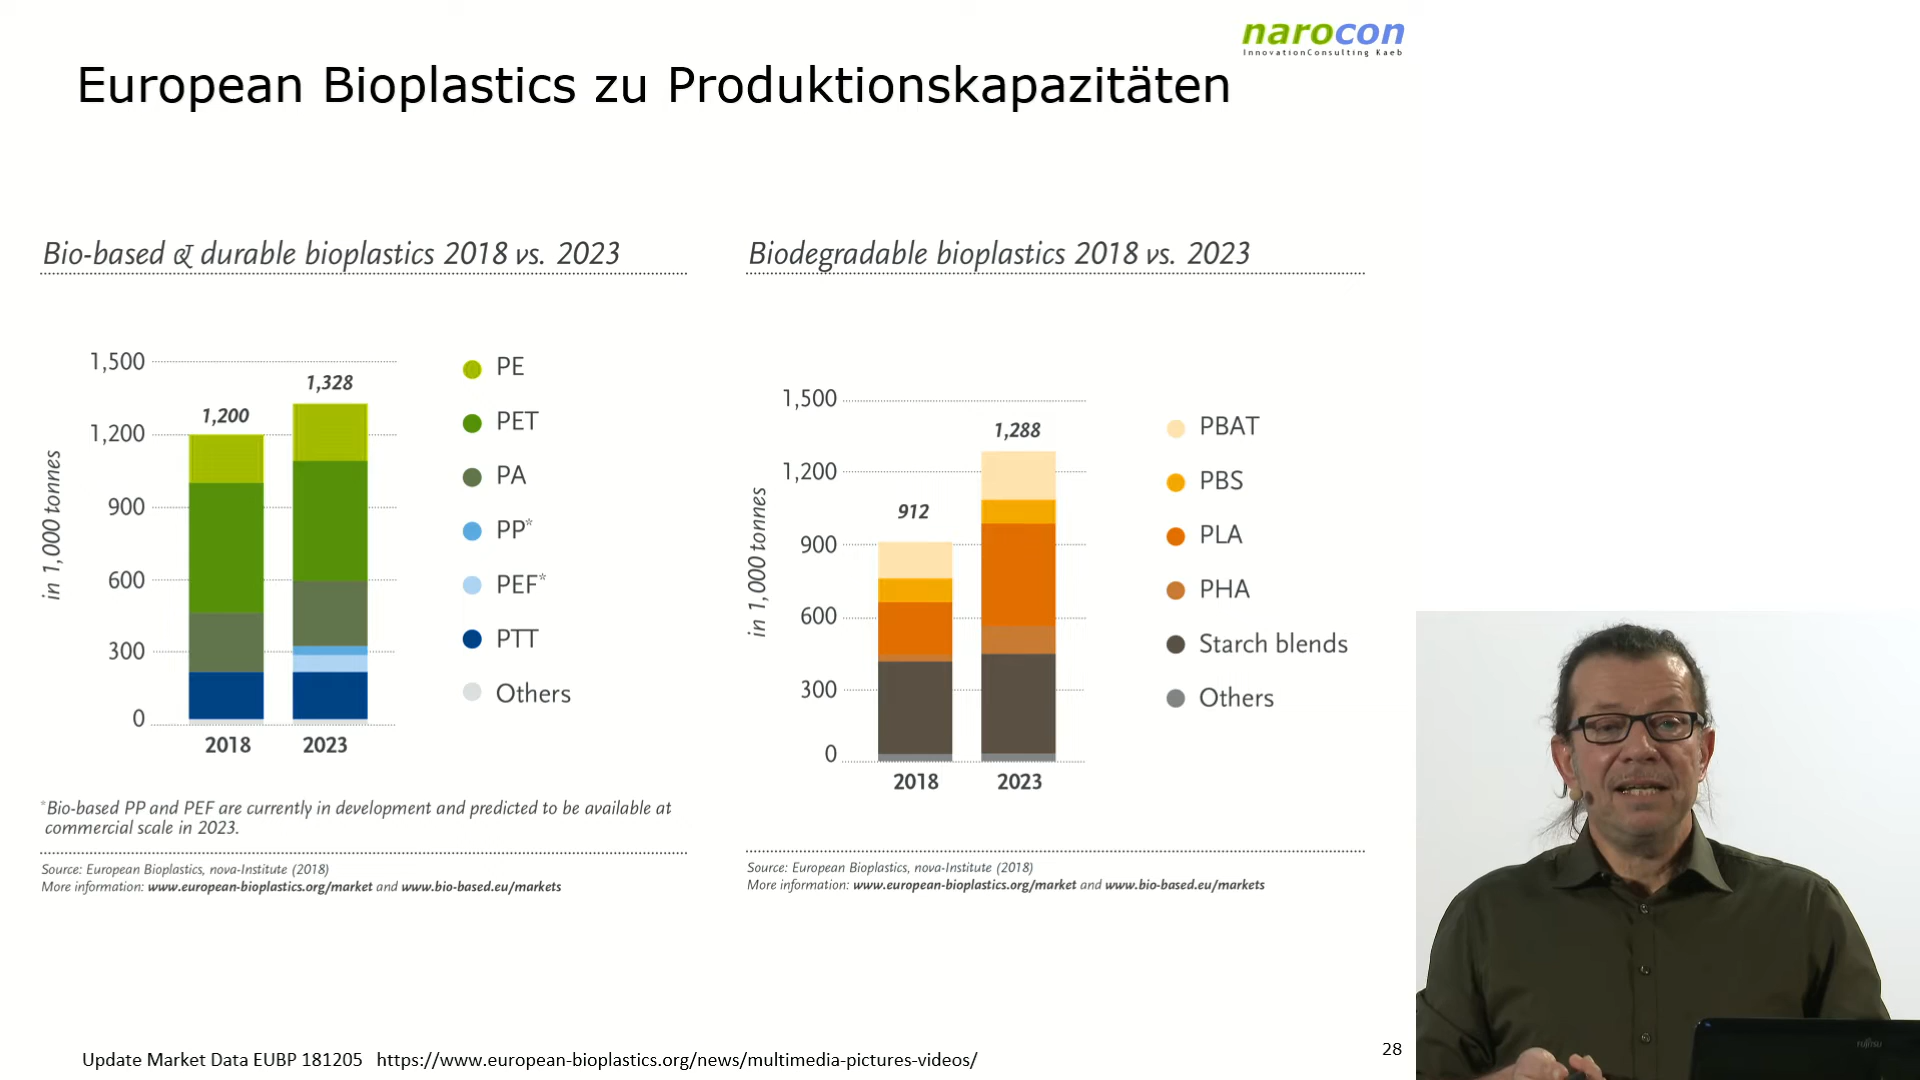 narocon
InnovationConsulting Kaeb
European Bioplastics zu Produktionskapazitäten
Bio-based & durable bioplastics 2018 vs. 2023
in 1,000 tonnes
1,500
1,200
900
600
300
0
1,200
1,328
2018
2023
PE
PET
PA
PP*
PEF*
PTT
Others
*Bio-based PP and PEF are currently in development and predicted to be available at
commercial scale in 2023.
Source: European Bioplastics, nova-Institute (2018)
More information: www.european-bioplastics.org/market and www.bio-based.eu/markets
Biodegradable bioplastics 2018 vs. 2023
in 1,000 tonnes
1,500
1,200
900
600
300
0
912
1,288
2018
2023
PBAT
PBS
PLA
PHA
Starch blends
Others
Source: European Bioplastics, nova-Institute (2018)
More information: www.european-bioplastics.org/market and www.bio-based.eu/markets
Update Market Data EUBP 181205 https://www.european-bioplastics.org/news/multimedia-pictures-videos/
28
FUJITSU